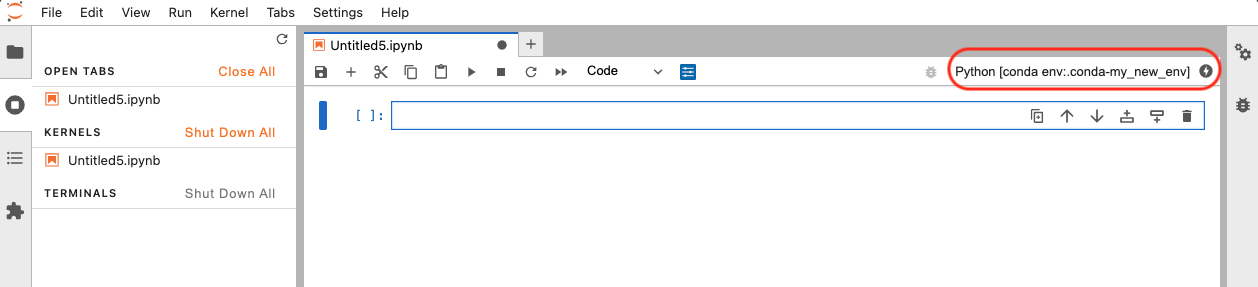 File Edit View Run Kernel Tabs Settings Help
OPEN TABS Close All
Untitled5.ipynb
KERNELS Shut Down All
Untitled5.ipynb
TERMINALS Shut Down All
Untitled5.ipynb
Code
Python [conda env:.conda-my_new_env]
[ ]: